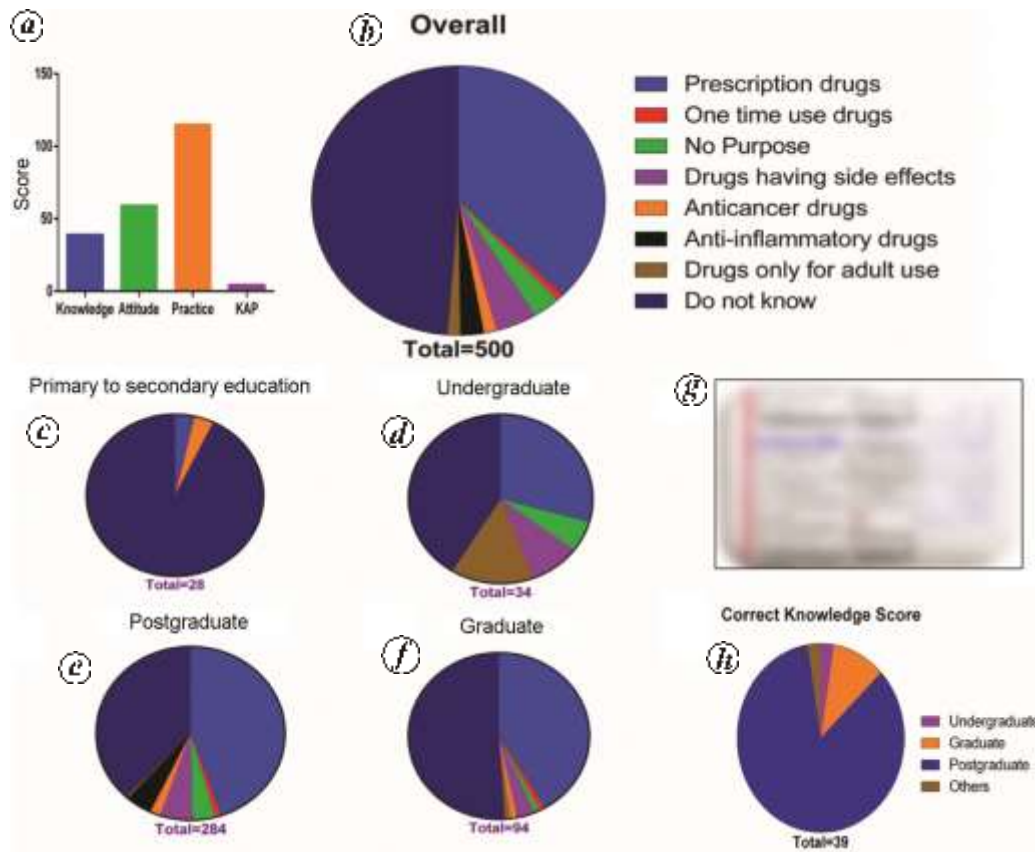 a
b
Overall
150
100
50
0
Score
Knowledge Attitude Practice KAP
Prescription drugs
One time use drugs
No Purpose
Drugs having side effects
Anticancer drugs
Anti-inflammatory drugs
Drugs only for adult use
Do not know
Total=500
Primary to secondary education
c
Total=28
Undergraduate
d
Total=34
g
Postgraduate
e
Total=284
Graduate
f
Total=94
Correct Knowledge Score
h
Undergraduate
Graduate
Postgraduate
Others
Total=39